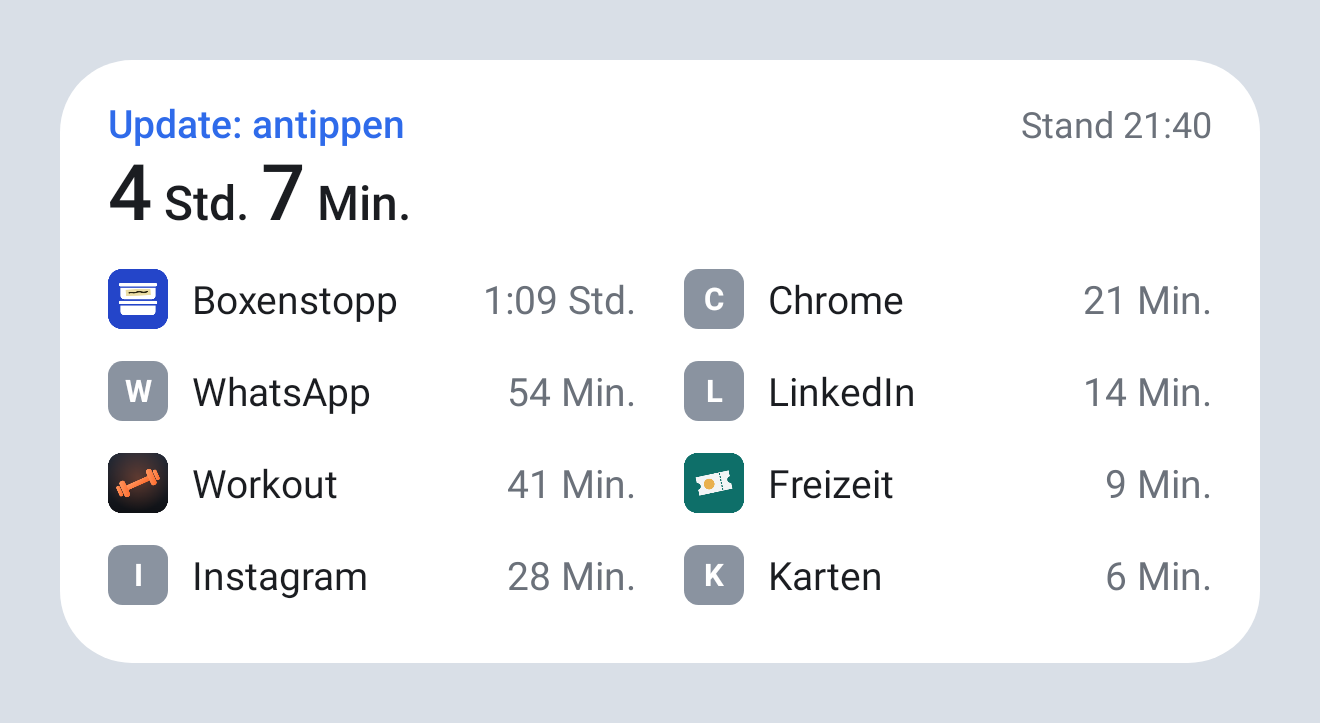 Update: antippen
Stand 21:40
4 Std. 7 Min.
Boxenstopp 1:09 Std.
W WhatsApp 54 Min.
Workout 41 Min.
I Instagram 28 Min.
C Chrome 21 Min.
L LinkedIn 14 Min.
Freizeit 9 Min.
K Karten 6 Min.